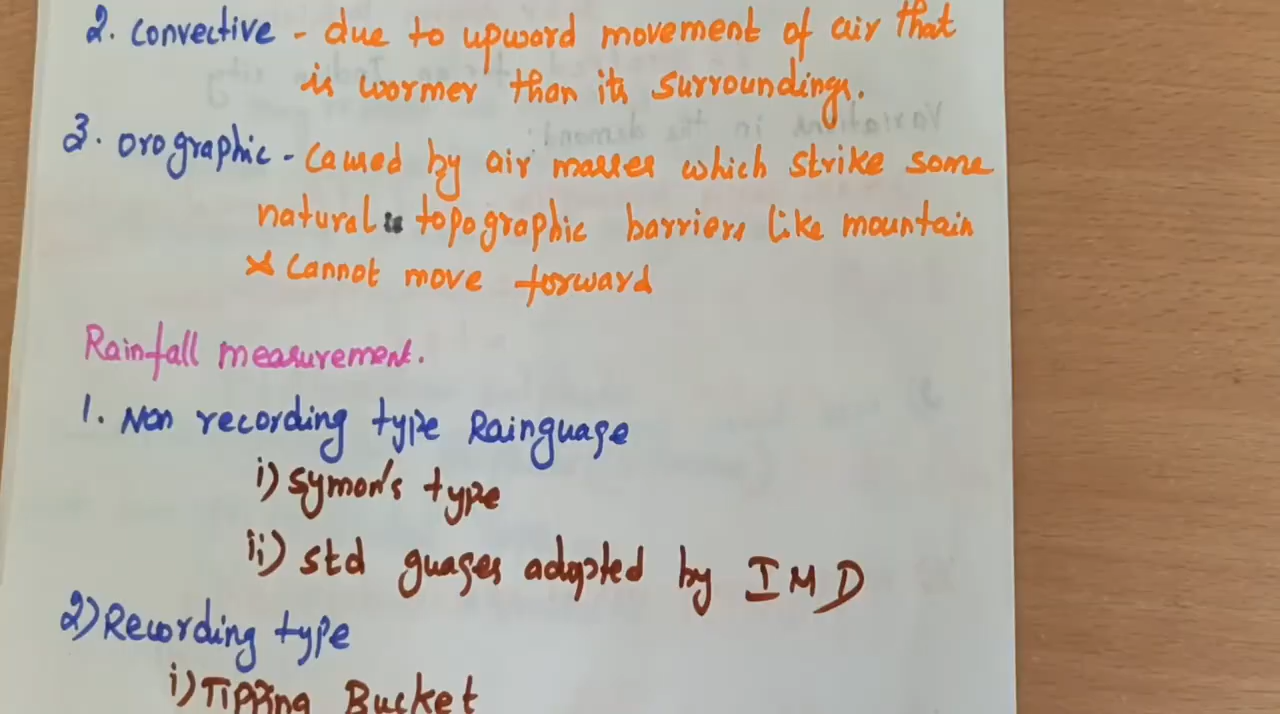 2. Convective - due to upward movement of air that
is wormer than its surroundings.
3. Orographic - Caused by air masses which strike some
natural topographic barriers like mountain
& cannot move forward
Rainfall measurement.
1. Non recording type Rainguage
i) Symon's type
ii) Std guages adopted by IMD
2) Recording type
i) Tipping Bucket